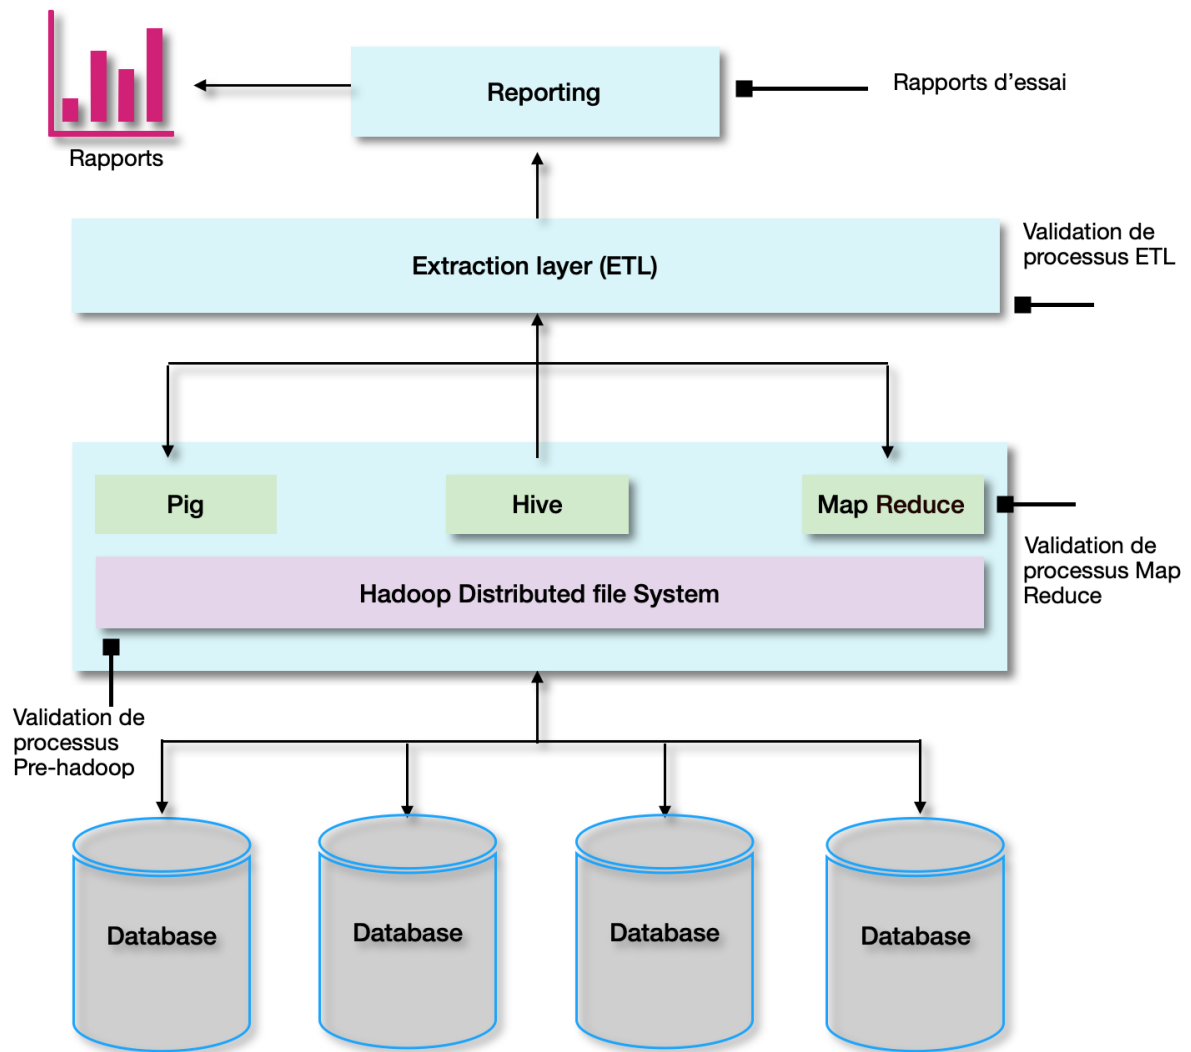 Reporting
Rapports d’essai
Rapports
Extraction layer (ETL)
Validation de
processus ETL
Pig
Hive
Map Reduce
Validation de
processus Map
Reduce
Hadoop Distributed file System
Validation de
processus
Pre-hadoop
Database
Database
Database
Database